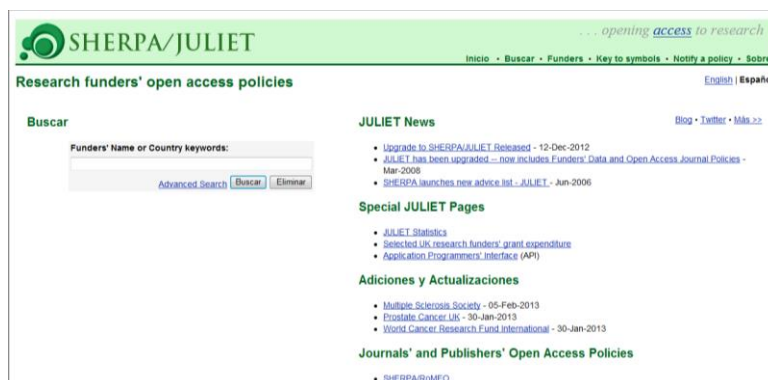 SHERPA/JULIET
. . . opening access to research
Inicio • Buscar • Funders • Key to symbols • Notify a policy • Sobre
Research funders' open access policies
English | Españo
Buscar
Funders' Name or Country keywords:
Advanced Search Buscar Eliminar
JULIET News
Blog • Twitter • Más >>
Upgrade to SHERPA/JULIET Released - 12-Dec-2012
JULIET has been upgraded -- now includes Funders' Data and Open Access Journal Policies -
Mar-2008
SHERPA launches new advice list - JULIET - Jun-2006
Special JULIET Pages
JULIET Statistics
Selected UK research funders' grant expenditure
Application Programmers' Interface (API)
Adiciones y Actualizaciones
Multiple Sclerosis Society - 05-Feb-2013
Prostate Cancer UK - 30-Jan-2013
World Cancer Research Fund International - 30-Jan-2013
Journals' and Publishers' Open Access Policies
SHERPA/RoMEO